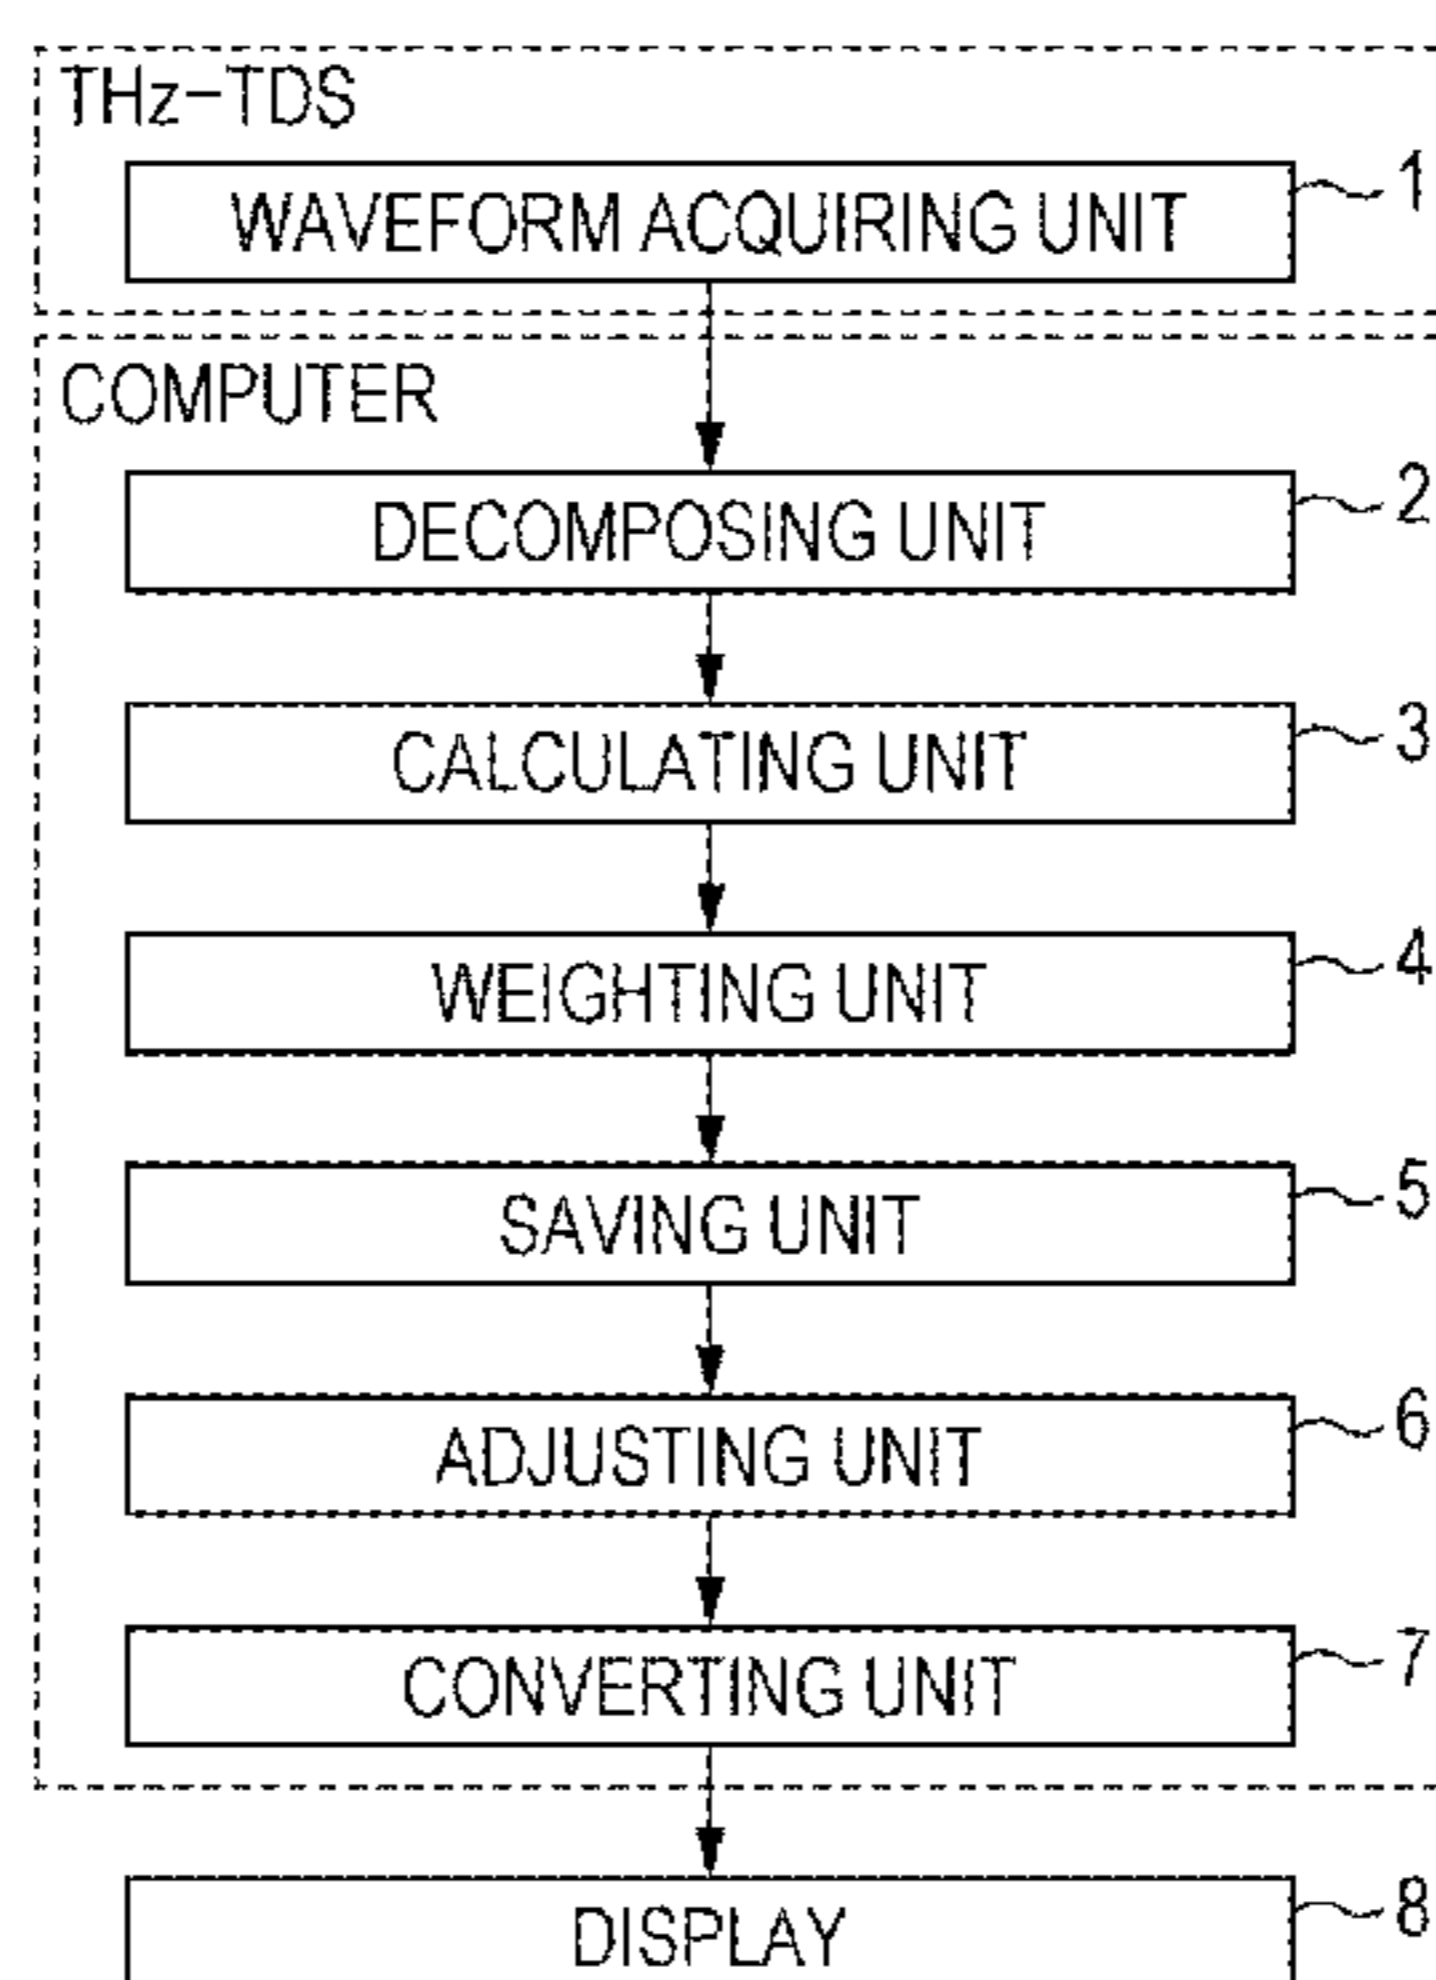 THz-TDS
WAVEFORM ACQUIRING UNIT 1
COMPUTER
DECOMPOSING UNIT 2
CALCULATING UNIT 3
WEIGHTING UNIT 4
SAVING UNIT 5
ADJUSTING UNIT 6
CONVERTING UNIT 7
DISPLAY 8